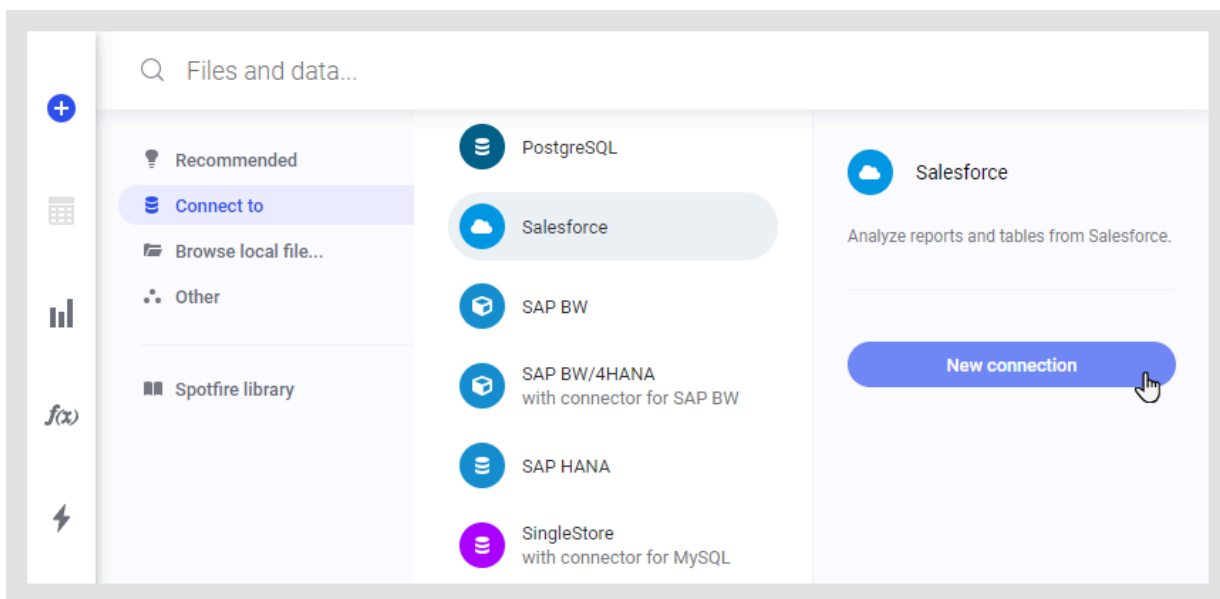 Files and data...
Recommended
Connect to
Browse local file...
Other
Spotfire library
f(x)
PostgreSQL
Salesforce
SAP BW
SAP BW/4HANA
with connector for SAP BW
SAP HANA
SingleStore
with connector for MySQL
Salesforce
Analyze reports and tables from Salesforce.
New connection